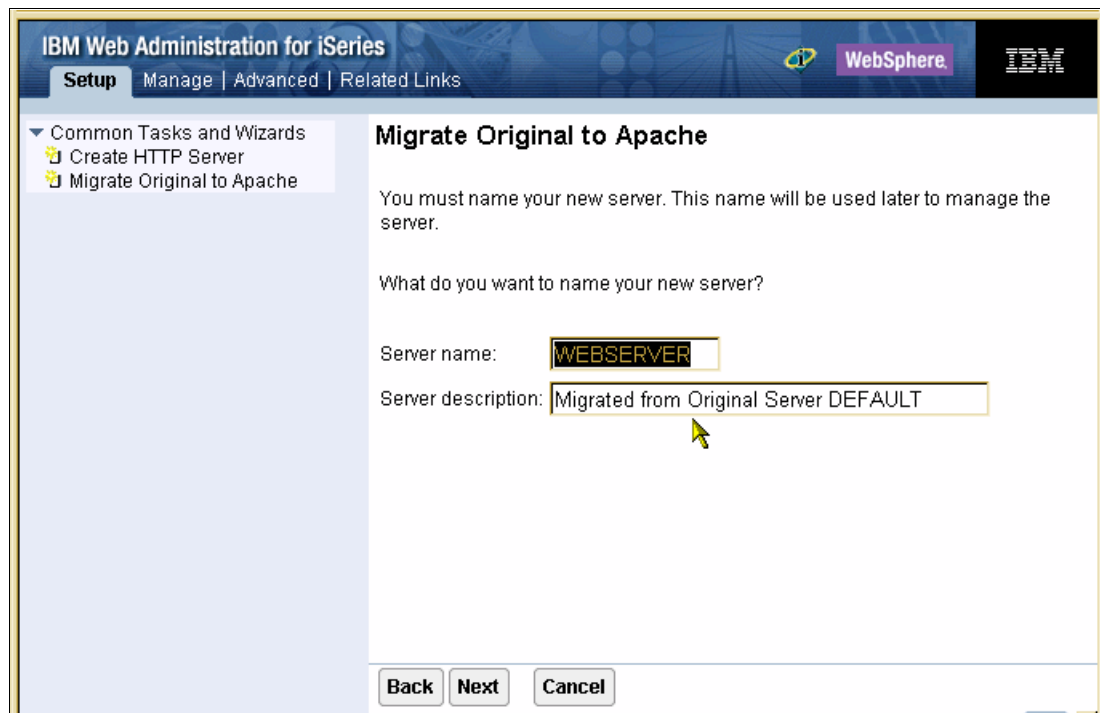 IBM Web Administration for iSeries
Setup Manage | Advanced | Related Links
WebSphere.
IBM
Common Tasks and Wizards
Create HTTP Server
Migrate Original to Apache
Migrate Original to Apache
You must name your new server. This name will be used later to manage the
server.
What do you want to name your new server?
Server name: WEBSERVER
Server description: Migrated from Original Server DEFAULT
Back Next Cancel